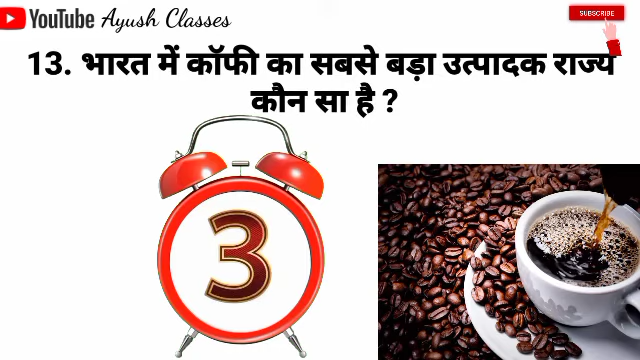 YouTube Ayush Classes
SUBSCRIBE
13. भारत में कॉफी का सबसे बड़ा उत्पादक राज्य
कौन सा है ?
3